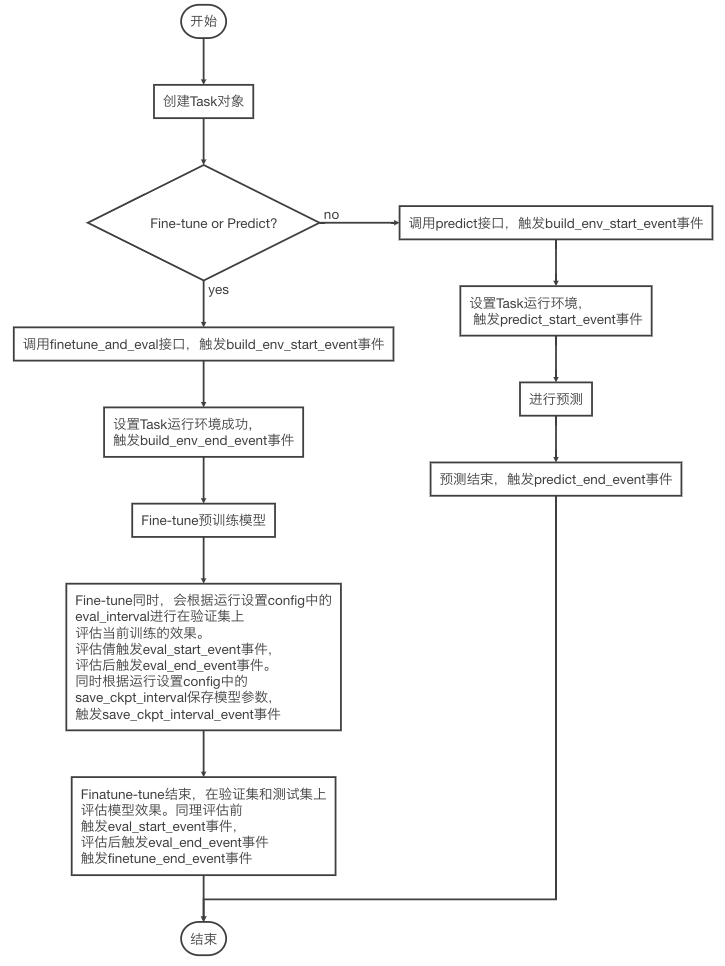 开始
创建Task对象
Fine-tune or Predict?
no
调用predict接口，触发build_env_start_event事件
yes
设置Task运行环境，
触发predict_start_event事件
调用finetune_and_eval接口，触发build_env_start_event事件
进行预测
设置Task运行环境成功，
触发build_env_end_event事件
预测结束，触发predict_end_event事件
Fine-tune预训练模型
Fine-tune同时，会根据运行设置config中的
eval_interval进行在验证集上
评估当前训练的效果。
评估倩触发eval_start_event事件，
评估后触发eval_end_event事件。
同时根据运行设置config中的
save_ckpt_interval保存模型参数，
触发save_ckpt_interval_event事件
Finatune-tune结束，在验证集和测试集上
评估模型效果。同理评估前
触发eval_start_event事件，
评估后触发eval_end_event事件
触发finetune_end_event事件
结束